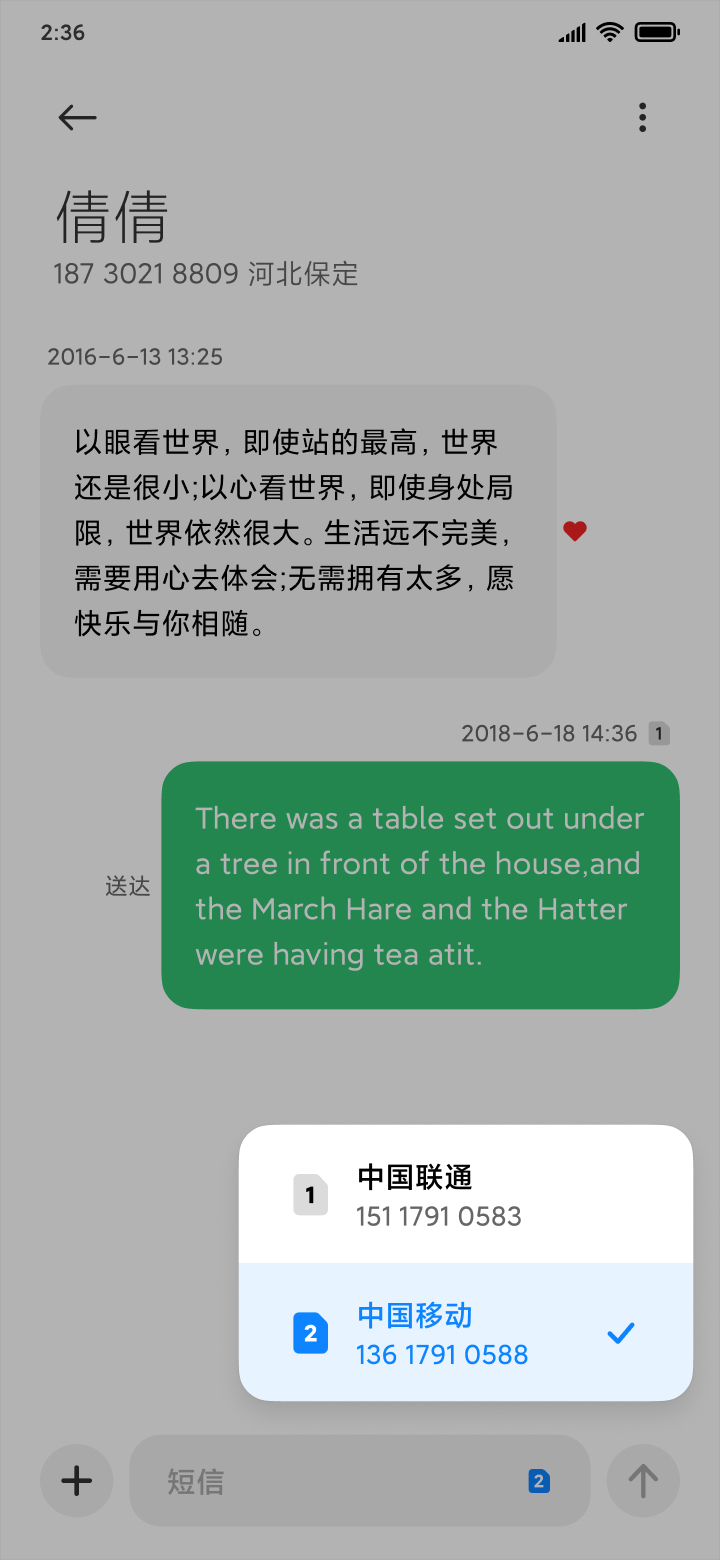 2:36
倩倩
187 3021 8809 河北保定
2016-6-13 13:25
以眼看世界，即使站的最高，世界
还是很小;以心看世界，即使身处局
限，世界依然很大。生活远不完美，
需要用心去体会;无需拥有太多，愿
快乐与你相随。
2018-6-18 14:36 1
There was a table set out under
a tree in front of the house,and
the March Hare and the Hatter
were having tea atit.
送达
1
中国联通
151 1791 0583
2
中国移动
136 1791 0588
短信
2